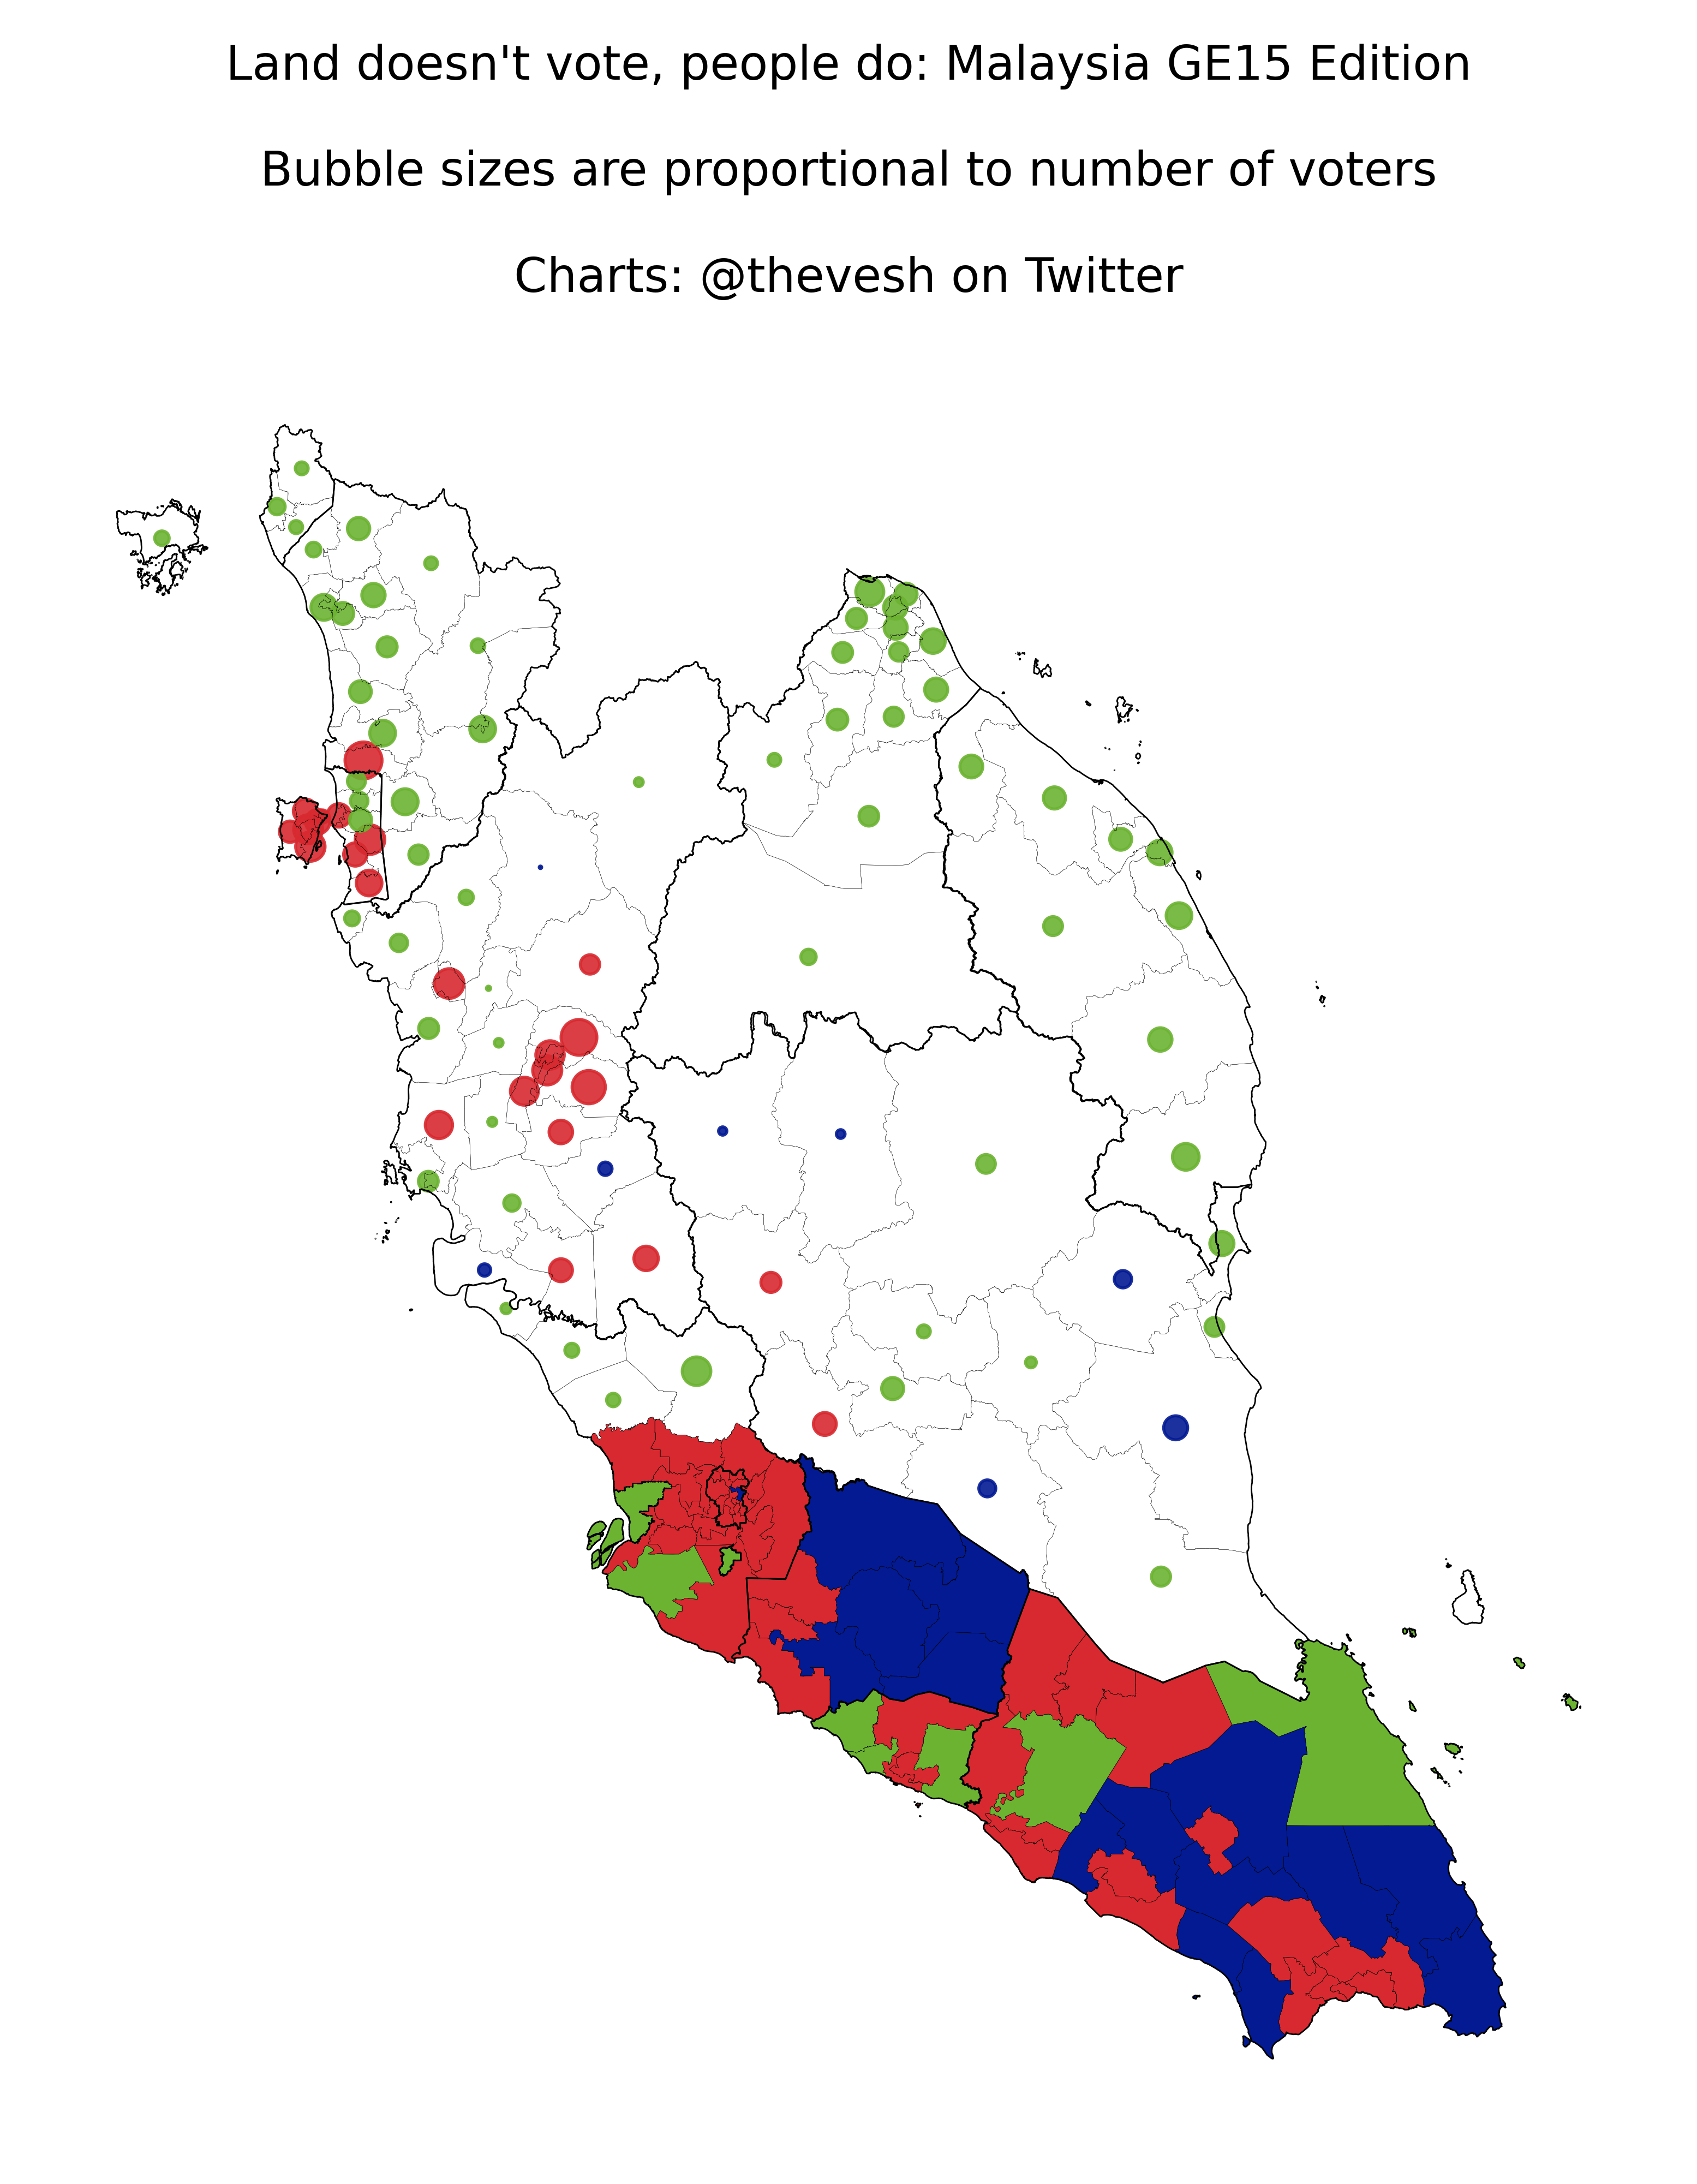 Land doesn't vote, people do: Malaysia GE15 Edition
Bubble sizes are proportional to number of voters
Charts: @thevesh on Twitter